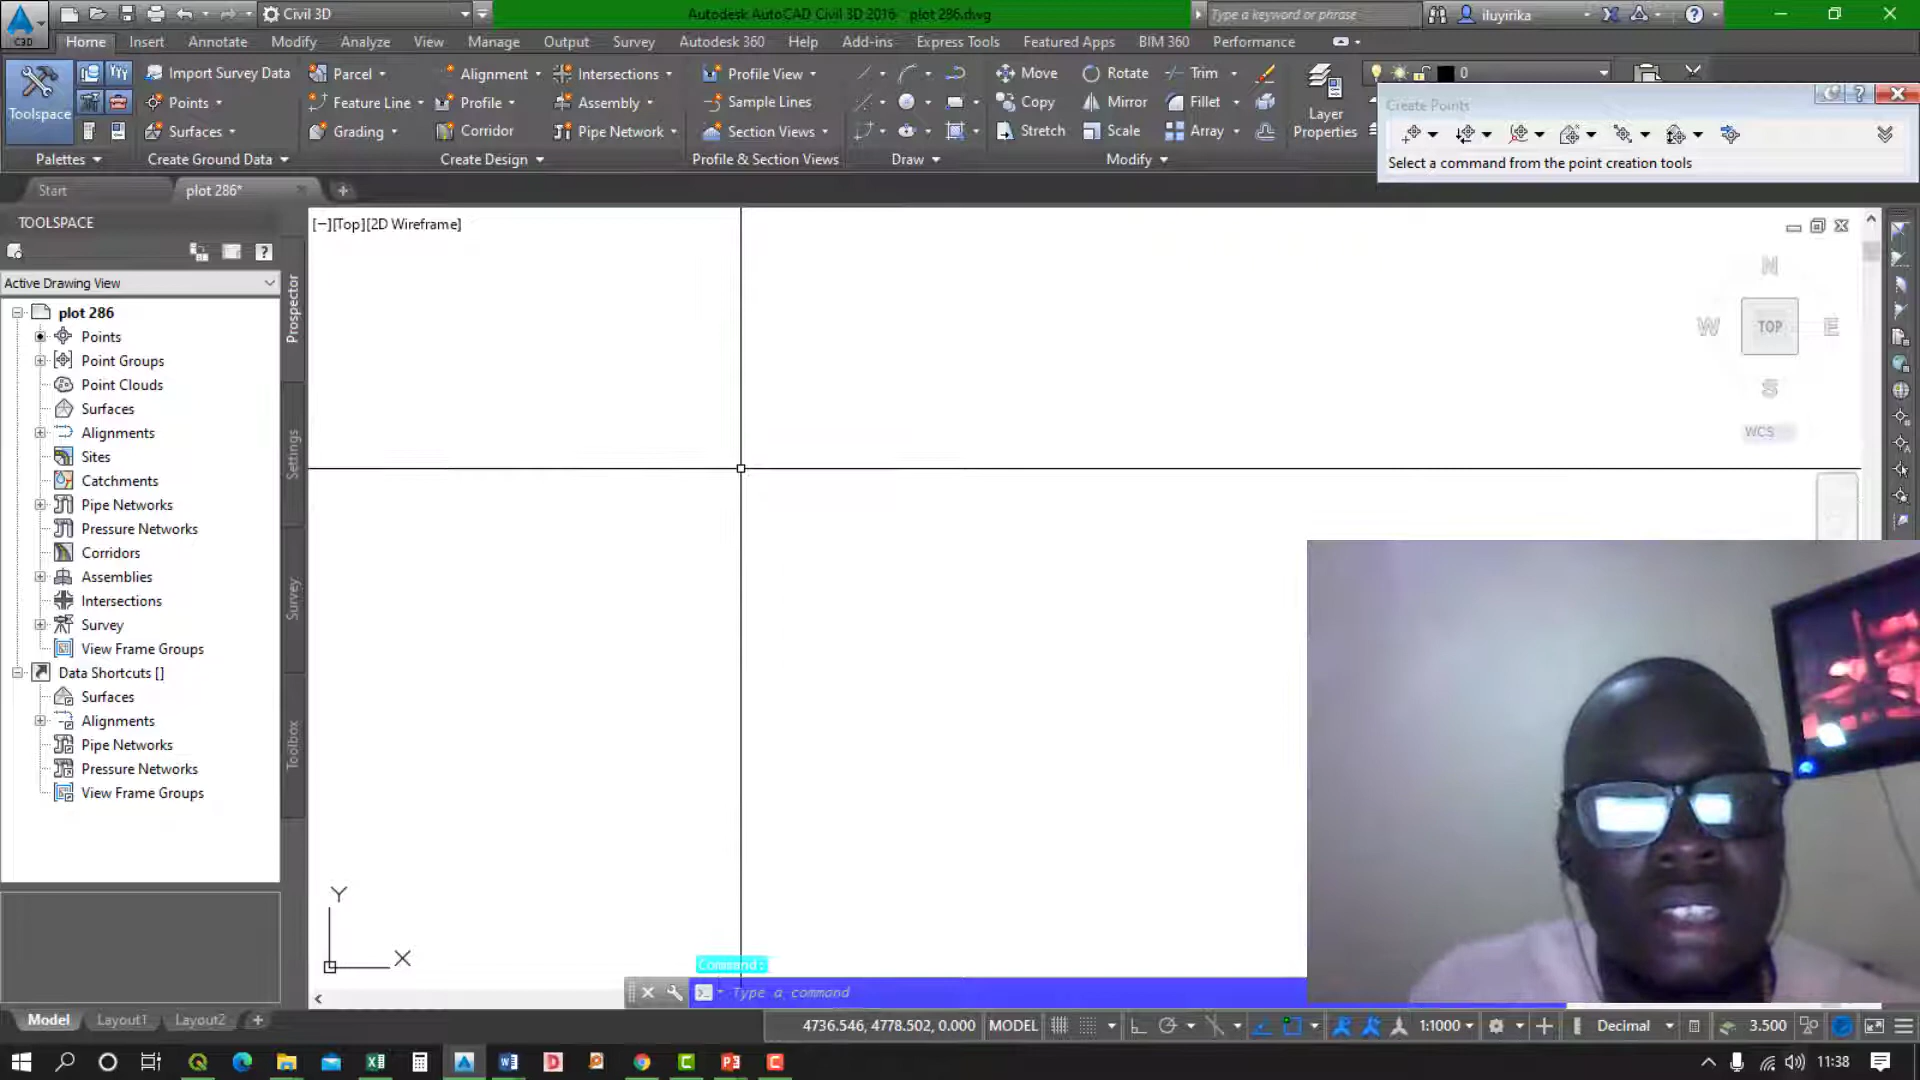 C3D
Civil 3D
Autodesk AutoCAD Civil 3D 2016 plot 286.dwg
Type a keyword or phrase
iluyirika
Home Insert Annotate Modify Analyze View Manage Output Survey Autodesk 360 Help Add-ins Express Tools Featured Apps BIM 360 Performance
Toolspace
Import Survey Data
Points
Surfaces
Parcel
Feature Line
Grading
Alignment
Profile
Corridor
Intersections
Assembly
Pipe Network
Profile View
Sample Lines
Section Views
Move
Copy
Stretch
Rotate
Mirror
Scale
Trim
Fillet
Array
Layer
Properties
0
Palettes
Create Ground Data
Create Design
Profile & Section Views
Draw
Modify
Create Points
Select a command from the point creation tools
Start
plot 286*
TOOLSPACE
[−][Top][2D Wireframe]
Active Drawing View
plot 286
Points
Point Groups
Point Clouds
Surfaces
Alignments
Sites
Catchments
Pipe Networks
Pressure Networks
Corridors
Assemblies
Intersections
Survey
View Frame Groups
Data Shortcuts []
Surfaces
Alignments
Pipe Networks
Pressure Networks
View Frame Groups
Prospector
Settings
Survey
Toolbox
N
W
TOP
E
S
WCS
Y
X
Command:
Type a command
Model
Layout1
Layout2
4736.546, 4778.502, 0.000
MODEL
1:1000
Decimal
3.500
11:38